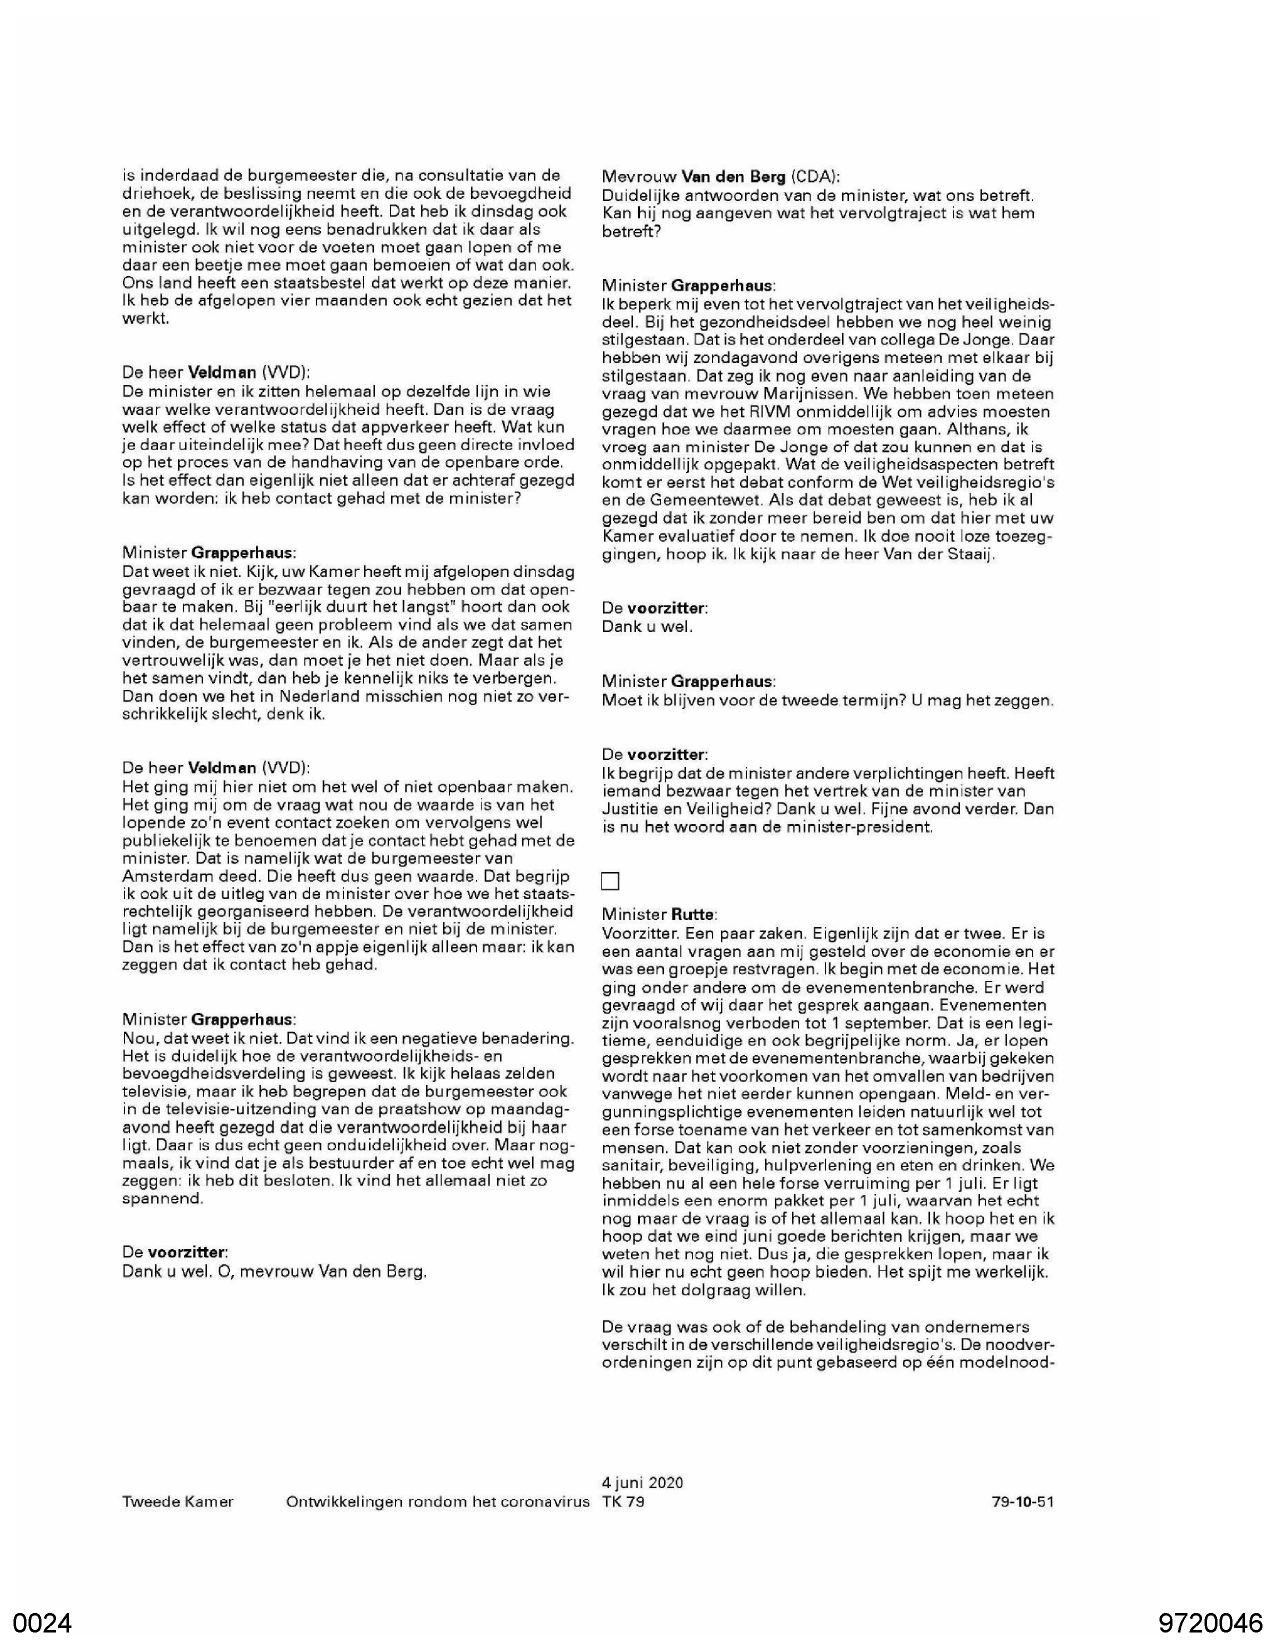 is inderdaad de burgemeester die, na consultatie van de
driehoek, de beslissing neemt en die ook de bevoegdheid
en de verantwoordelijkheid heeft. Dat heb ik dinsdag ook
uitgelegd. Ik wil nog eens benadrukken dat ik daar als
minister ook niet voor de voeten moet gaan lopen of me
daar een beetje mee moet gaan bemoeien of wat dan ook.
Ons land heeft een staatsbestel dat werkt op deze manier.
Ik heb de afgelopen vier maanden ook echt gezien dat het
werkt.
De heer Veldman (VVD):
De minister en ik zitten helemaal op dezelfde lijn in wie
waar welke verantwoordelijkheid heeft. Dan is de vraag
welk effect of welke status dat appverkeer heeft. Wat kun
je daar uiteindelijk mee? Dat heeft dus geen directe invloed
op het proces van de handhaving van de openbare orde.
Is het effect dan eigenlijk niet alleen dat er achteraf gezegd
kan worden: ik heb contact gehad met de minister?
Minister Grapperhaus:
Dat weet ik niet. Kijk, uw Kamer heeft mij afgelopen dinsdag
gevraagd of ik er bezwaar tegen zou hebben om dat open-
baar te maken. Bij "eerlijk duurt het langst" hoort dan ook
dat ik dat helemaal geen probleem vind als we dat samen
vinden, de burgemeester en ik. Als de ander zegt dat het
vertrouwelijk was, dan moet je het niet doen. Maar als je
het samen vindt, dan heb je kennelijk niks te verbergen.
Dan doen we het in Nederland misschien nog niet zo ver-
schrikkelijk slecht, denk ik.
De heer Veldman (VVD):
Het ging mij hier niet om het wel of niet openbaar maken.
Het ging mij om de vraag wat nou de waarde is van het
lopende zo'n event contact zoeken om vervolgens wel
publiekelijk te benoemen dat je contact hebt gehad met de
minister. Dat is namelijk wat de burgemeester van
Amsterdam deed. Die heeft dus geen waarde. Dat begrijp
ik ook uit de uitleg van de minister over hoe we het staats-
rechtelijk georganiseerd hebben. De verantwoordelijkheid
ligt namelijk bij de burgemeester en niet bij de minister.
Dan is het effect van zo'n appje eigenlijk alleen maar: ik kan
zeggen dat ik contact heb gehad.
Minister Grapperhaus:
Nou, dat weet ik niet. Dat vind ik een negatieve benadering.
Het is duidelijk hoe de verantwoordelijkheids- en
bevoegdheidsverdeling is geweest. Ik kijk helaas zelden
televisie, maar ik heb begrepen dat de burgemeester ook
in de televisie-uitzending van de praatshow op maandag-
avond heeft gezegd dat die verantwoordelijkheid bij haar
ligt. Daar is dus echt geen onduidelijkheid over. Maar nog-
maals, ik vind dat je als bestuurder af en toe echt wel mag
zeggen: ik heb dit besloten. Ik vind het allemaal niet zo
spannend.
De voorzitter:
Dank u wel. O, mevrouw Van den Berg.
Mevrouw Van den Berg (CDA):
Duidelijke antwoorden van de minister, wat ons betreft.
Kan hij nog aangeven wat het vervolgtraject is wat hem
betreft?
Minister Grapperhaus:
Ik beperk mij even tot het vervolgtraject van het veiligheids-
deel. Bij het gezondheidsdeel hebben we nog heel weinig
stilgestaan. Dat is het onderdeel van collega De Jonge. Daar
hebben wij zondagavond overigens meteen met elkaar bij
stilgestaan. Dat zeg ik nog even naar aanleiding van de
vraag van mevrouw Marijnissen. We hebben toen meteen
gezegd dat we het RIVM onmiddellijk om advies moesten
vragen hoe we daarmee om moesten gaan. Althans, ik
vroeg aan minister De Jonge of dat zou kunnen en dat is
onmiddellijk opgepakt. Wat de veiligheidsaspecten betreft
komt er eerst het debat conform de Wet veiligheidsregio's
en de Gemeentewet. Als dat debat geweest is, heb ik al
gezegd dat ik zonder meer bereid ben om dat hier met uw
Kamer evaluatief door te nemen. Ik doe nooit loze toezeg-
gingen, hoop ik. Ik kijk naar de heer Van der Staaij.
De voorzitter:
Dank u wel.
Minister Grapperhaus:
Moet ik blijven voor de tweede termijn? U mag het zeggen.
De voorzitter:
Ik begrijp dat de minister andere verplichtingen heeft. Heeft
iemand bezwaar tegen het vertrek van de minister van
Justitie en Veiligheid? Dank u wel. Fijne avond verder. Dan
is nu het woord aan de minister-president.
Minister Rutte:
Voorzitter. Een paar zaken. Eigenlijk zijn dat er twee. Er is
een aantal vragen aan mij gesteld over de economie en er
was een groepje restvragen. Ik begin met de economie. Het
ging onder andere om de evenementenbranche. Er werd
gevraagd of wij daar het gesprek aangaan. Evenementen
zijn vooralsnog verboden tot 1 september. Dat is een legi-
tieme, eenduidige en ook begrijpelijke norm. Ja, er lopen
gesprekken met de evenementenbranche, waarbij gekeken
wordt naar het voorkomen van het omvallen van bedrijven
vanwege het niet eerder kunnen opengaan. Meld- en ver-
gunningsplichtige evenementen leiden natuurlijk wel tot
een forse toename van het verkeer en tot samenkomst van
mensen. Dat kan ook niet zonder voorzieningen, zoals
sanitair, beveiliging, hulpverlening en eten en drinken. We
hebben nu al een hele forse verruiming per 1 juli. Er ligt
inmiddels een enorm pakket per 1 juli, waarvan het echt
nog maar de vraag is of het allemaal kan. Ik hoop het en ik
hoop dat we eind juni goede berichten krijgen, maar we
weten het nog niet. Dus ja, die gesprekken lopen, maar ik
wil hier nu echt geen hoop bieden. Het spijt me werkelijk.
Ik zou het dolgraag willen.
De vraag was ook of de behandeling van ondernemers
verschilt in de verschillende veiligheidsregio's. De noodver-
ordeningen zijn op dit punt gebaseerd op één modelnood-
4 juni 2020
Tweede Kamer Ontwikkelingen rondom het coronavirus TK 79 79-10-51
0024 9720046